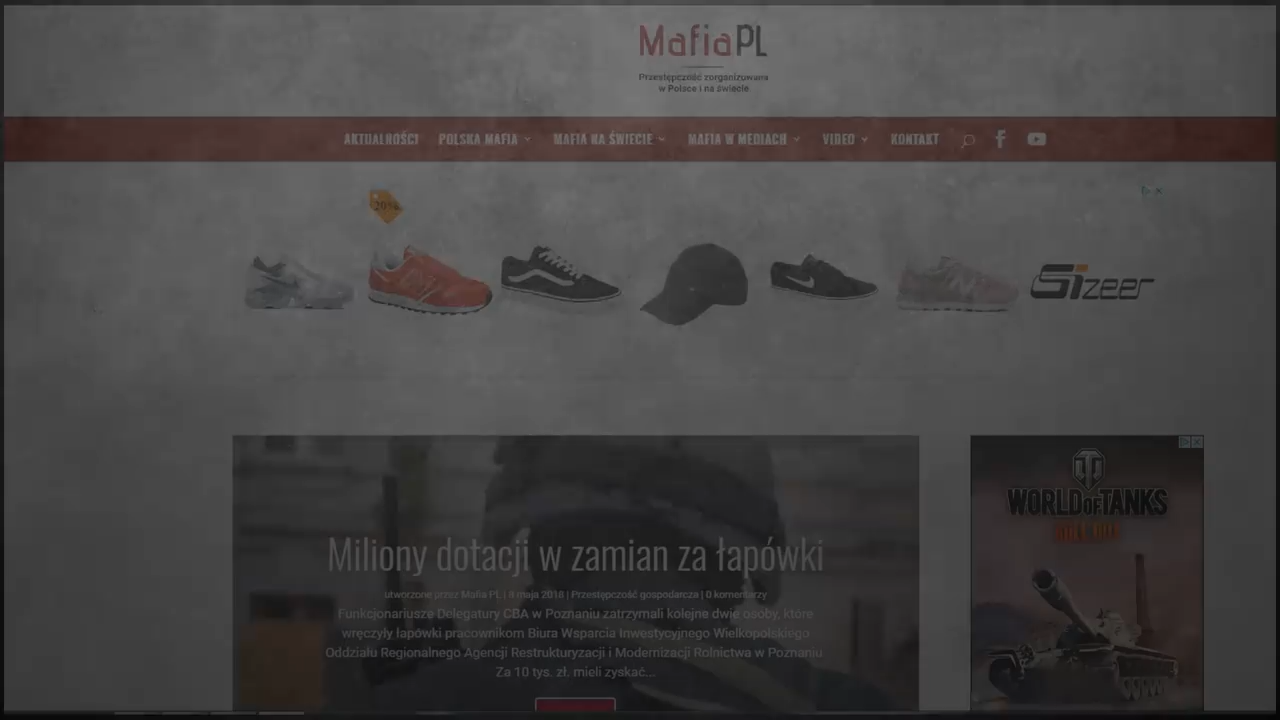 MafiaPL
Przestępczość zorganizowana
w Polsce i na świecie
AKTUALNOŚCI POLSKA MAFIA MAFIA NA ŚWIECIE MAFIA W MEDIACH VIDEO KONTAKT
20%
Sizeer
WORLD OF TANKS
Miliony dotacji w zamian za łapówki
utworzone przez Mafia PL | 8 maja 2018 | Przestępczość gospodarcza | 0 komentarzy
Funkcjonariusze Delegatury CBA w Poznaniu zatrzymali kolejne dwie osoby, które
wręczyły łapówki pracownikom Biura Wsparcia Inwestycyjnego Wielkopolskiego
Oddziału Regionalnego Agencji Restrukturyzacji i Modernizacji Rolnictwa w Poznaniu
Za 10 tys. zł. mieli zyskać...